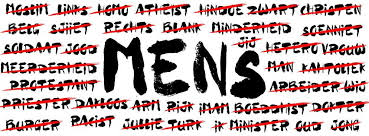 MOSLIM LINKS HOMO ATHEIST HINDOE ZWART CHRISTEN
BELG SJIIET RECHTS BLANK MINDERHEID SOENNIET
SOLDAAT JOOD JIJ HETERO VROUW
MENS
MEERDERHEID MAN KATHOLIEK
PROTESTANT ARBEIDER WIJ
PRIESTER DAKLOOS ARM RIJK IMAM BOEDDHIST DOKTER
BURGER RACIST JULLIE TURK IK MINISTER OUD JONG